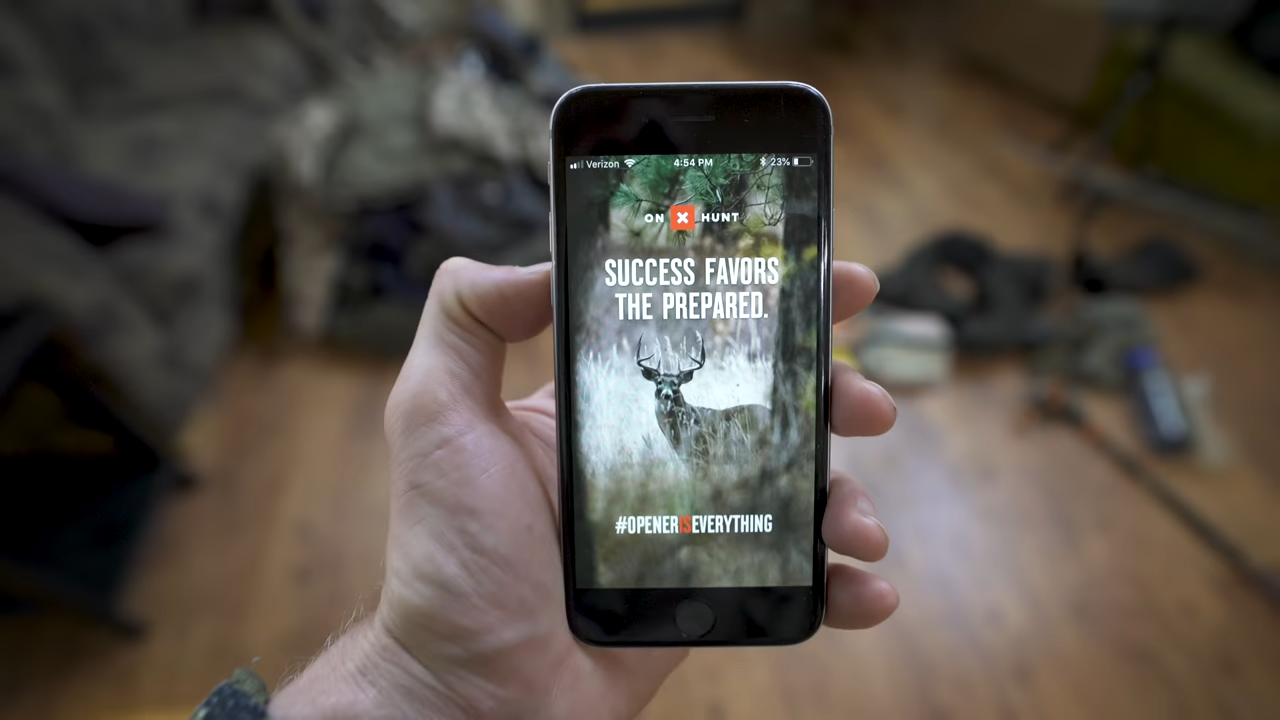 Verizon 4:54 PM 23%
ON X HUNT
SUCCESS FAVORS
THE PREPARED.
#OPENERISEVERYTHING